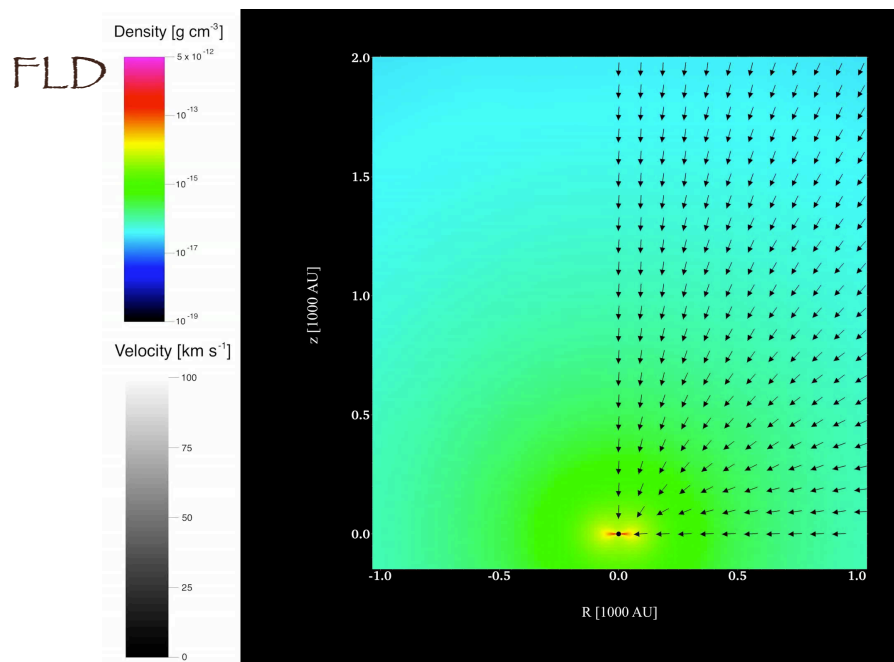 FLD
Density [g cm⁻³]
5 x 10⁻¹²
10⁻¹³
10⁻¹⁵
10⁻¹⁷
10⁻¹⁹
Velocity [km s⁻¹]
100
75
50
25
0
2.0
1.5
1.0
0.5
0.0
z [1000 AU]
-1.0 -0.5 0.0 0.5 1.0
R [1000 AU]